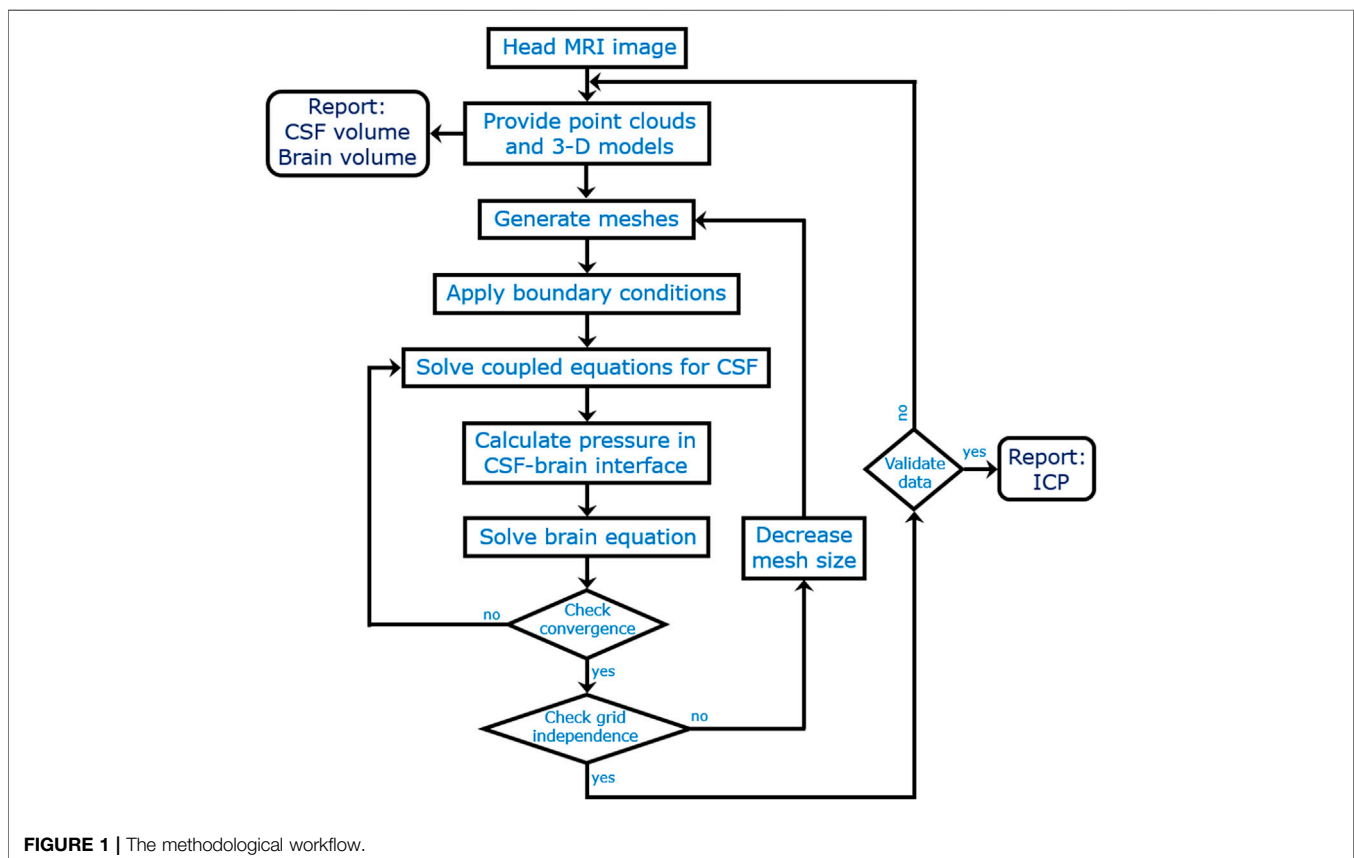 Head MRI image
Report:
CSF volume
Brain volume
Provide point clouds
and 3-D models
Generate meshes
Apply boundary conditions
Solve coupled equations for CSF
Calculate pressure in
CSF-brain interface
Solve brain equation
Check
convergence
no
yes
Check grid
independence
no
yes
Decrease
mesh size
Validate
data
no
yes
Report:
ICP
FIGURE 1 | The methodological workflow.